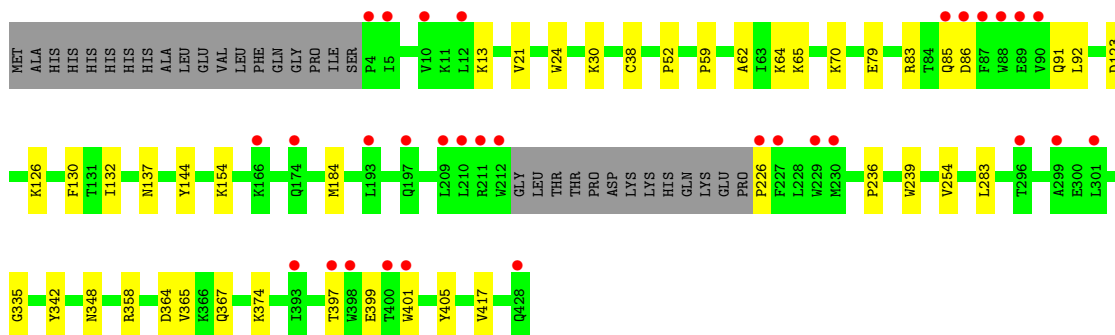 MET ALA HIS HIS HIS HIS HIS HIS ALA LEU GLU VAL LEU PHE GLN GLY PRO ILE SER P4 I5 V10 K11 L12 K13 V21 W24 K30 C38 P52 P59 A62 I63 K64 K65 K70 E79 R83 T84 Q85 D86 F87 W88 E89 V90 Q91 L92 D123
K126 F130 T131 I132 N137 Y144 K154 K166 Q174 M184 L193 Q197 L209 L210 R211 W212 GLY LEU THR THR PRO ASP LYS LYS HIS GLN LYS GLU PRO P226 F227 L228 W229 M230 P236 W239 V254 L283 T296 A299 E300 L301
G335 Y342 N348 R358 D364 V365 K366 Q367 K374 I393 T397 W398 E399 T400 W401 Y405 V417 Q428